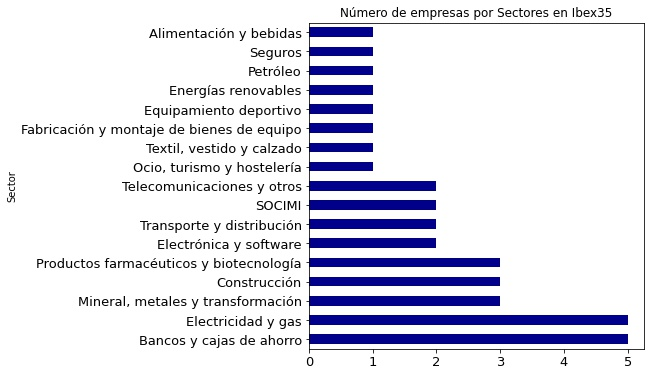 Número de empresas por Sectores en Ibex35
Alimentación y bebidas
Seguros
Petróleo
Energías renovables
Equipamiento deportivo
Fabricación y montaje de bienes de equipo
Textil, vestido y calzado
Ocio, turismo y hostelería
Telecomunicaciones y otros
SOCIMI
Transporte y distribución
Electrónica y software
Productos farmacéuticos y biotecnología
Construcción
Mineral, metales y transformación
Electricidad y gas
Bancos y cajas de ahorro
Sector
0 1 2 3 4 5